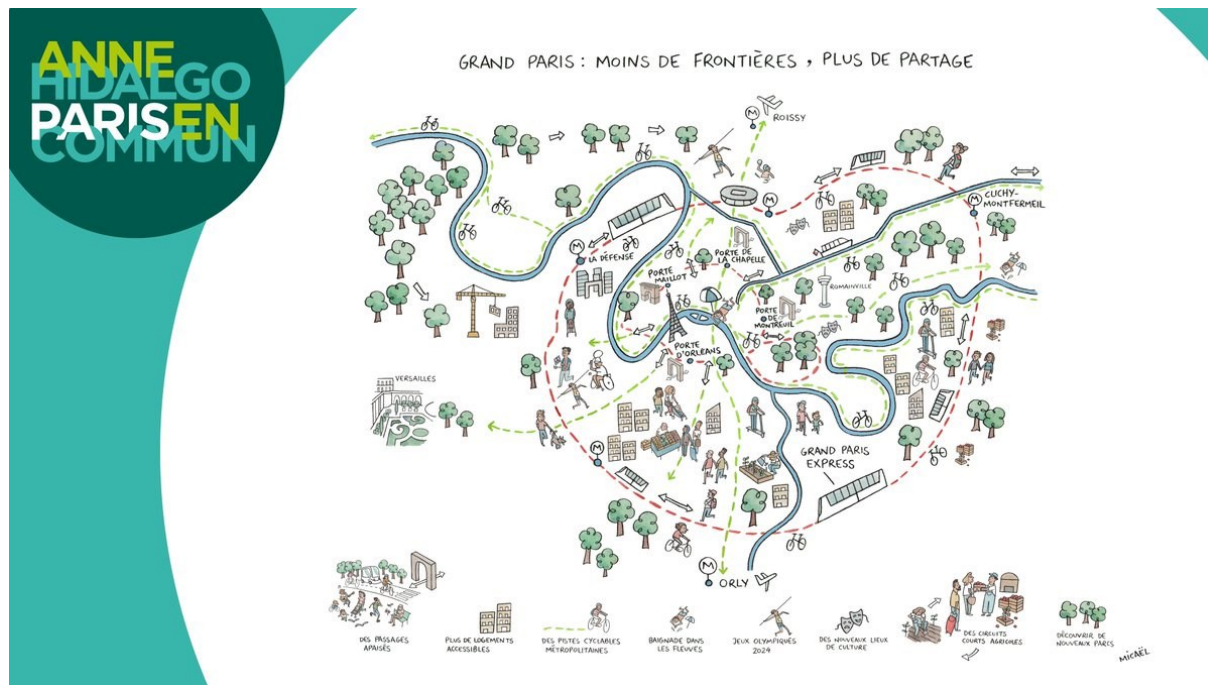 ANNE
HIDALGO
PARIS EN
COMMUN
GRAND PARIS : MOINS DE FRONTIÈRES , PLUS DE PARTAGE
M
ROISSY
M
M
CLICHY-
MONTFERMEIL
M
LA DÉFENSE
PORTE DE
LA CHAPELLE
PORTE
MAILLOT
ROMAINVILLE
PORTE
DE
MONTREUIL
PORTE
D'ORLÉANS
VERSAILLES
M
GRAND PARIS
EXPRESS
M
ORLY
DES PASSAGES
APAISÉS
PLUS DE LOGEMENTS
ACCESSIBLES
DES PISTES CYCLABLES
MÉTROPOLITAINES
BAIGNADE DANS
LES FLEUVES
JEUX OLYMPIQUES
2024
DES NOUVEAUX LIEUX
DE CULTURE
DES CIRCUITS
COURTS AGRICOLES
DÉCOUVRIR DE
NOUVEAUX PARCS
MICAËL